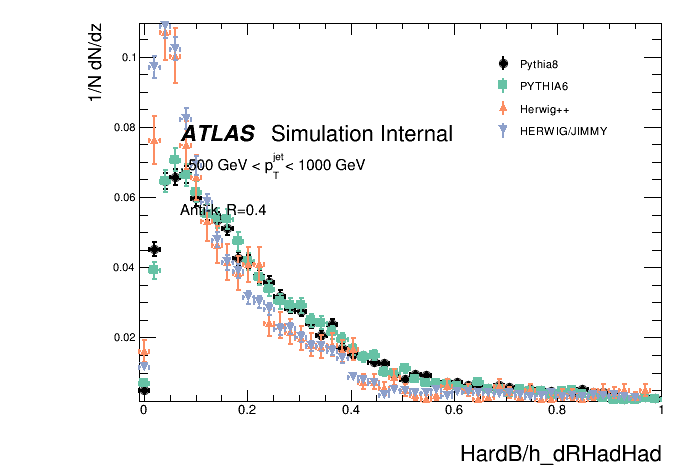 1/N dN/dz
0.1
0.08
0.06
0.04
0.02
0
0.2
0.4
0.6
0.8
1
HardB/h_dRHadHad
Pythia8
PYTHIA6
Herwig++
HERWIG/JIMMY
ATLAS Simulation Internal
500 GeV < p_T^jet < 1000 GeV
Anti-k_t R=0.4